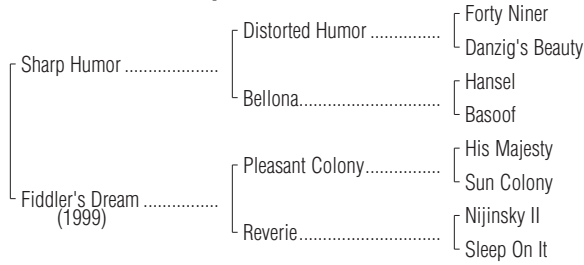 Forty Niner
Distorted Humor ...............
Danzig's Beauty
Sharp Humor ....................
Hansel
Bellona..............................
Basoof
His Majesty
Pleasant Colony................
Sun Colony
Fiddler's Dream ................
(1999)
Nijinsky II
Reverie..............................
Sleep On It